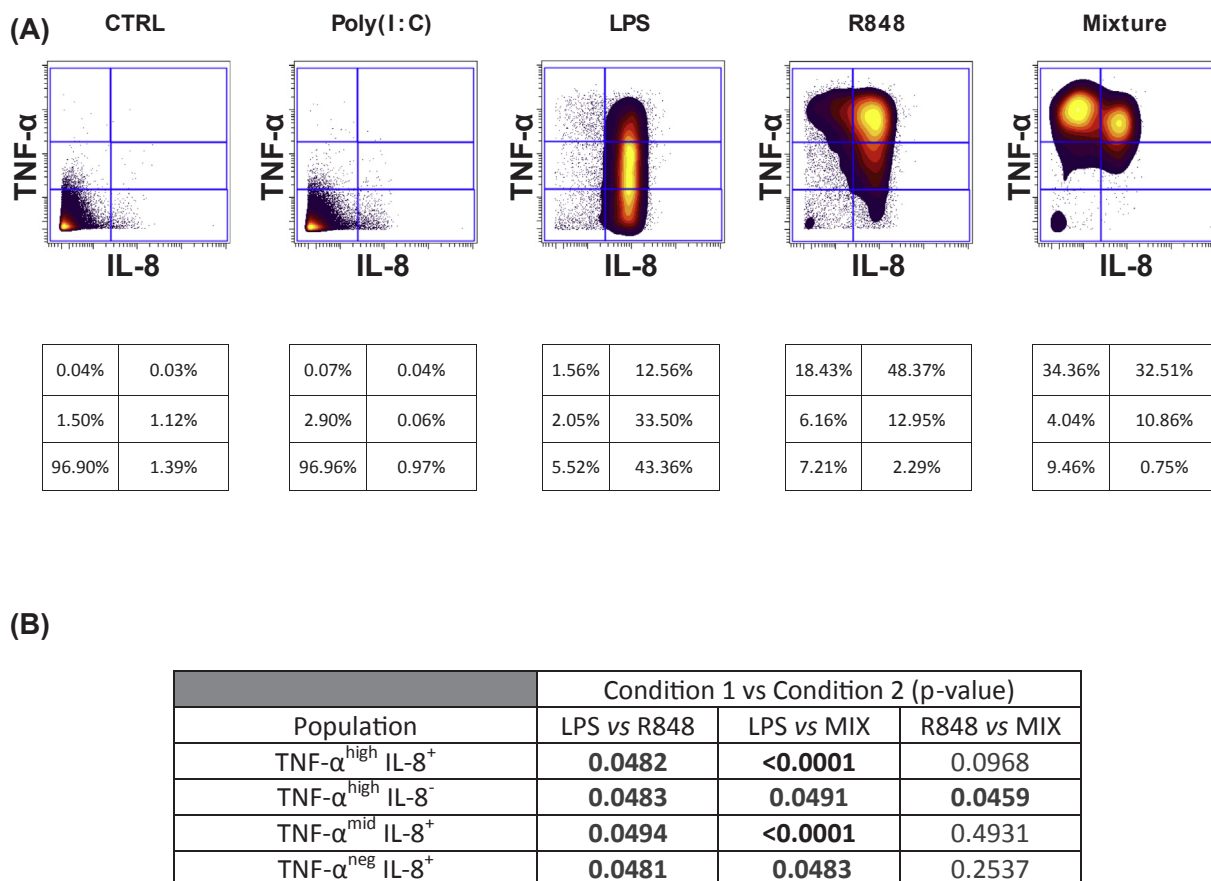 (A)
CTRL Poly(I:C) LPS R848 Mixture
TNF-α TNF-α TNF-α TNF-α TNF-α
IL-8 IL-8 IL-8 IL-8 IL-8
0.04% 0.03% 0.07% 0.04% 1.56% 12.56% 18.43% 48.37% 34.36% 32.51%
1.50% 1.12% 2.90% 0.06% 2.05% 33.50% 6.16% 12.95% 4.04% 10.86%
96.90% 1.39% 96.96% 0.97% 5.52% 43.36% 7.21% 2.29% 9.46% 0.75%
(B)
Condition 1 vs Condition 2 (p-value)
Population LPS vs R848 LPS vs MIX R848 vs MIX
TNF-α^high IL-8^+ 0.0482 <0.0001 0.0968
TNF-α^high IL-8^- 0.0483 0.0491 0.0459
TNF-α^mid IL-8^+ 0.0494 <0.0001 0.4931
TNF-α^neg IL-8^+ 0.0481 0.0483 0.2537